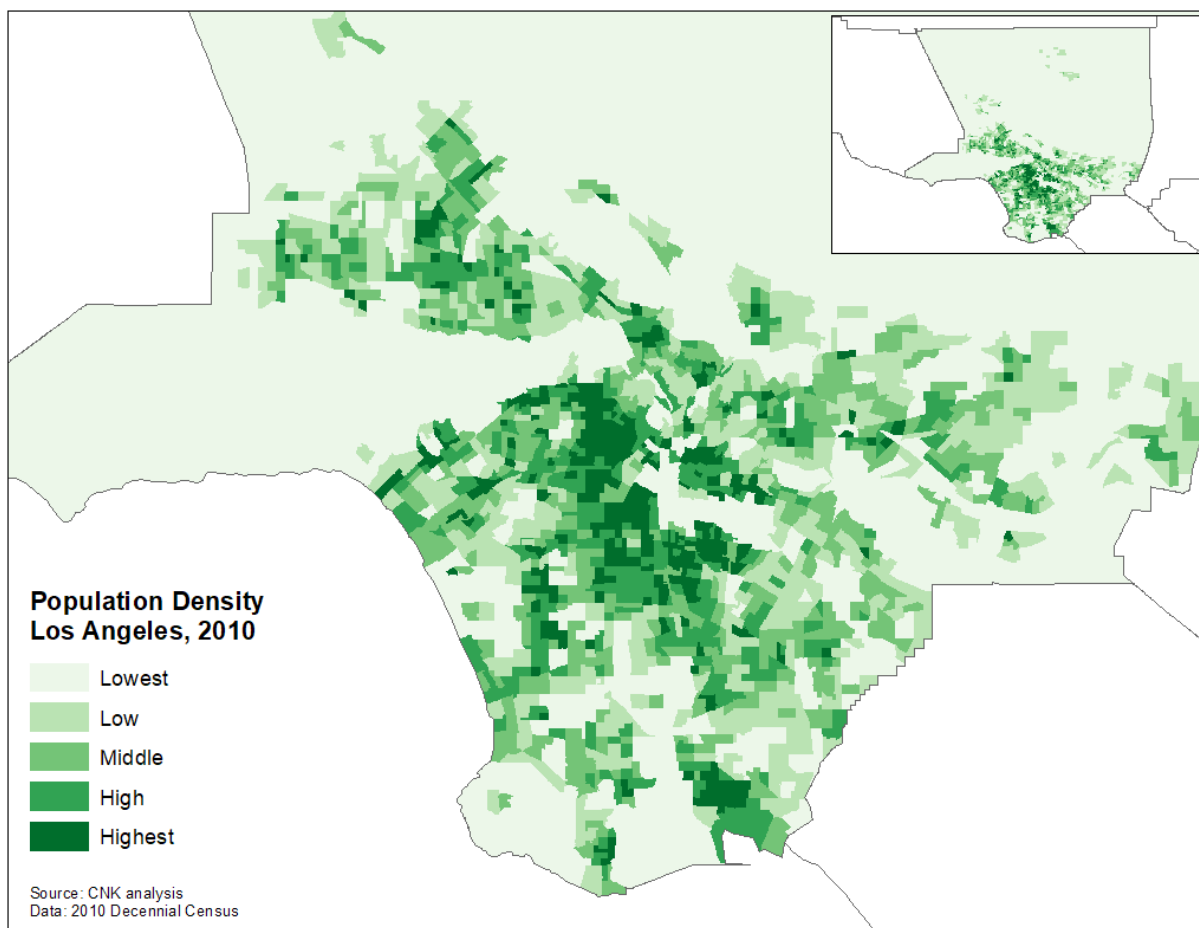 Population Density
Los Angeles, 2010
Lowest
Low
Middle
High
Highest
Source: CNK analysis
Data: 2010 Decennial Census